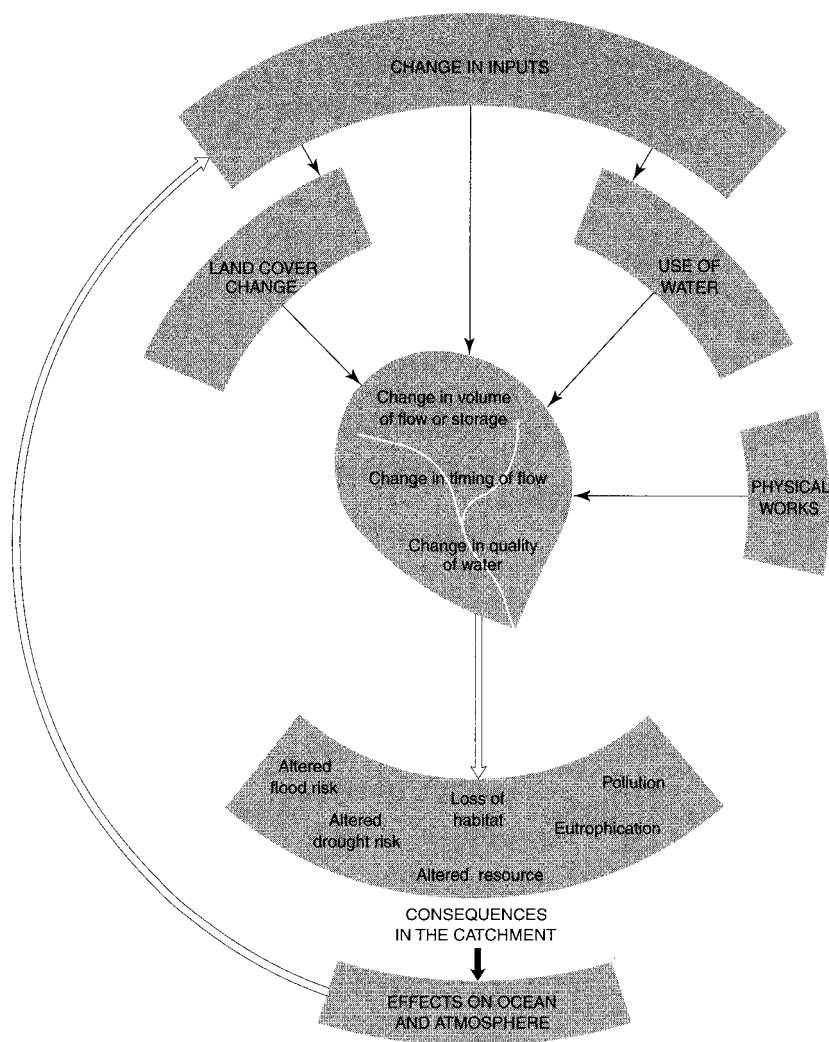 CHANGE IN INPUTS
LAND COVER
CHANGE
USE OF
WATER
Change in volume
of flow or storage
Change in timing of flow
Change in quality
of water
PHYSICAL
WORKS
Altered
flood risk
Altered
drought risk
Loss of
habitat
Pollution
Eutrophication
Altered resource
CONSEQUENCES
IN THE CATCHMENT
EFFECTS ON OCEAN
AND ATMOSPHERE